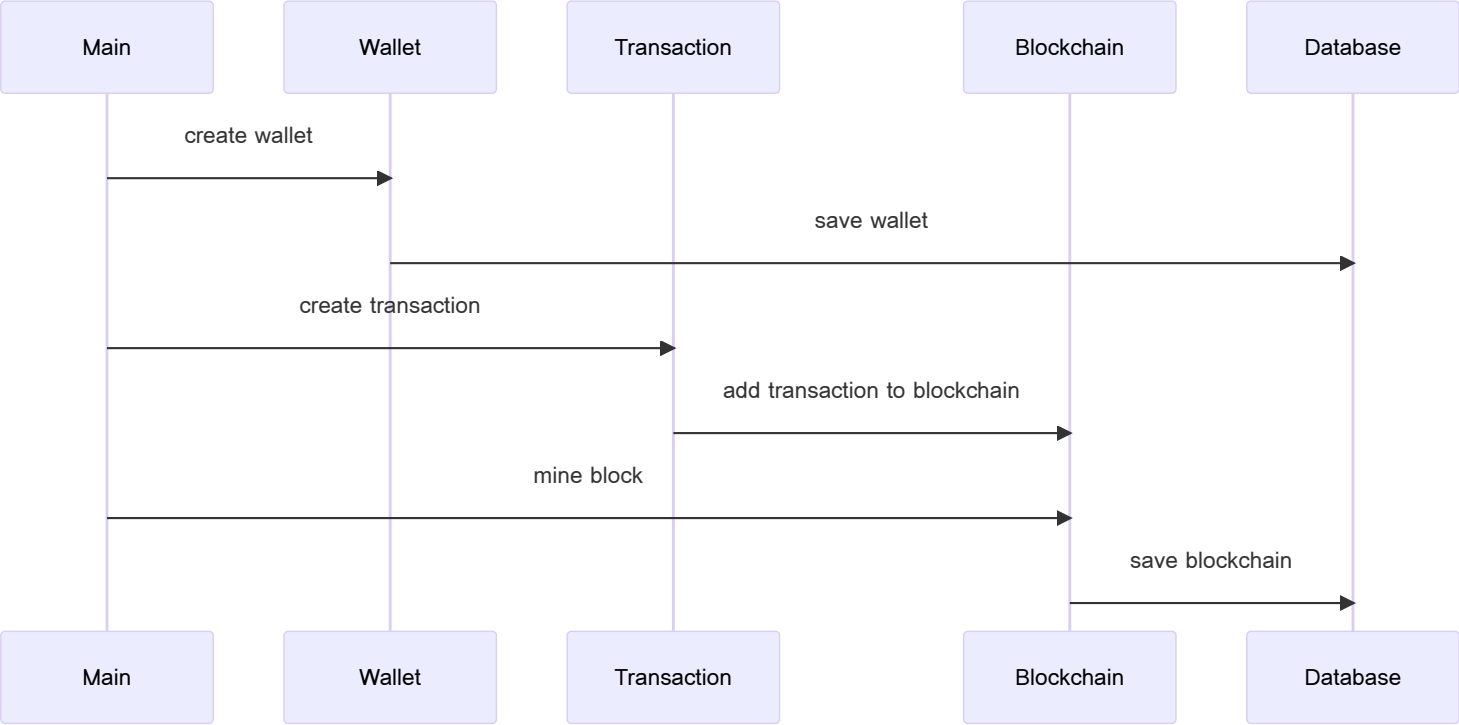 Main
Wallet
Transaction
Blockchain
Database
create wallet
save wallet
create transaction
add transaction to blockchain
mine block
save blockchain
Main
Wallet
Transaction
Blockchain
Database